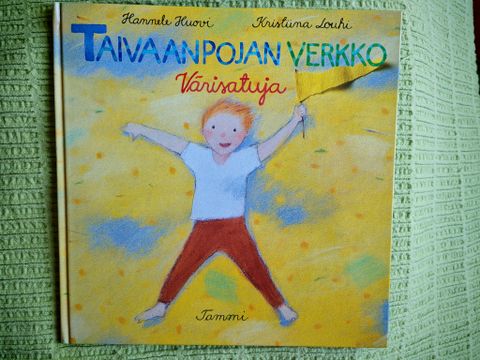 Hannele Huovi Kristiina Louhi
TAIVAANPOJAN VERKKO
Värisatuja
Tammi